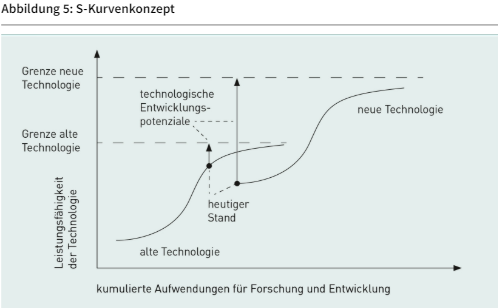 Abbildung 5: S-Kurvenkonzept
Grenze neue
Technologie
technologische
Entwicklungs-
potenziale
neue Technologie
Grenze alte
Technologie
Leistungsfähigkeit
der Technologie
heutiger
Stand
alte Technologie
kumulierte Aufwendungen für Forschung und Entwicklung